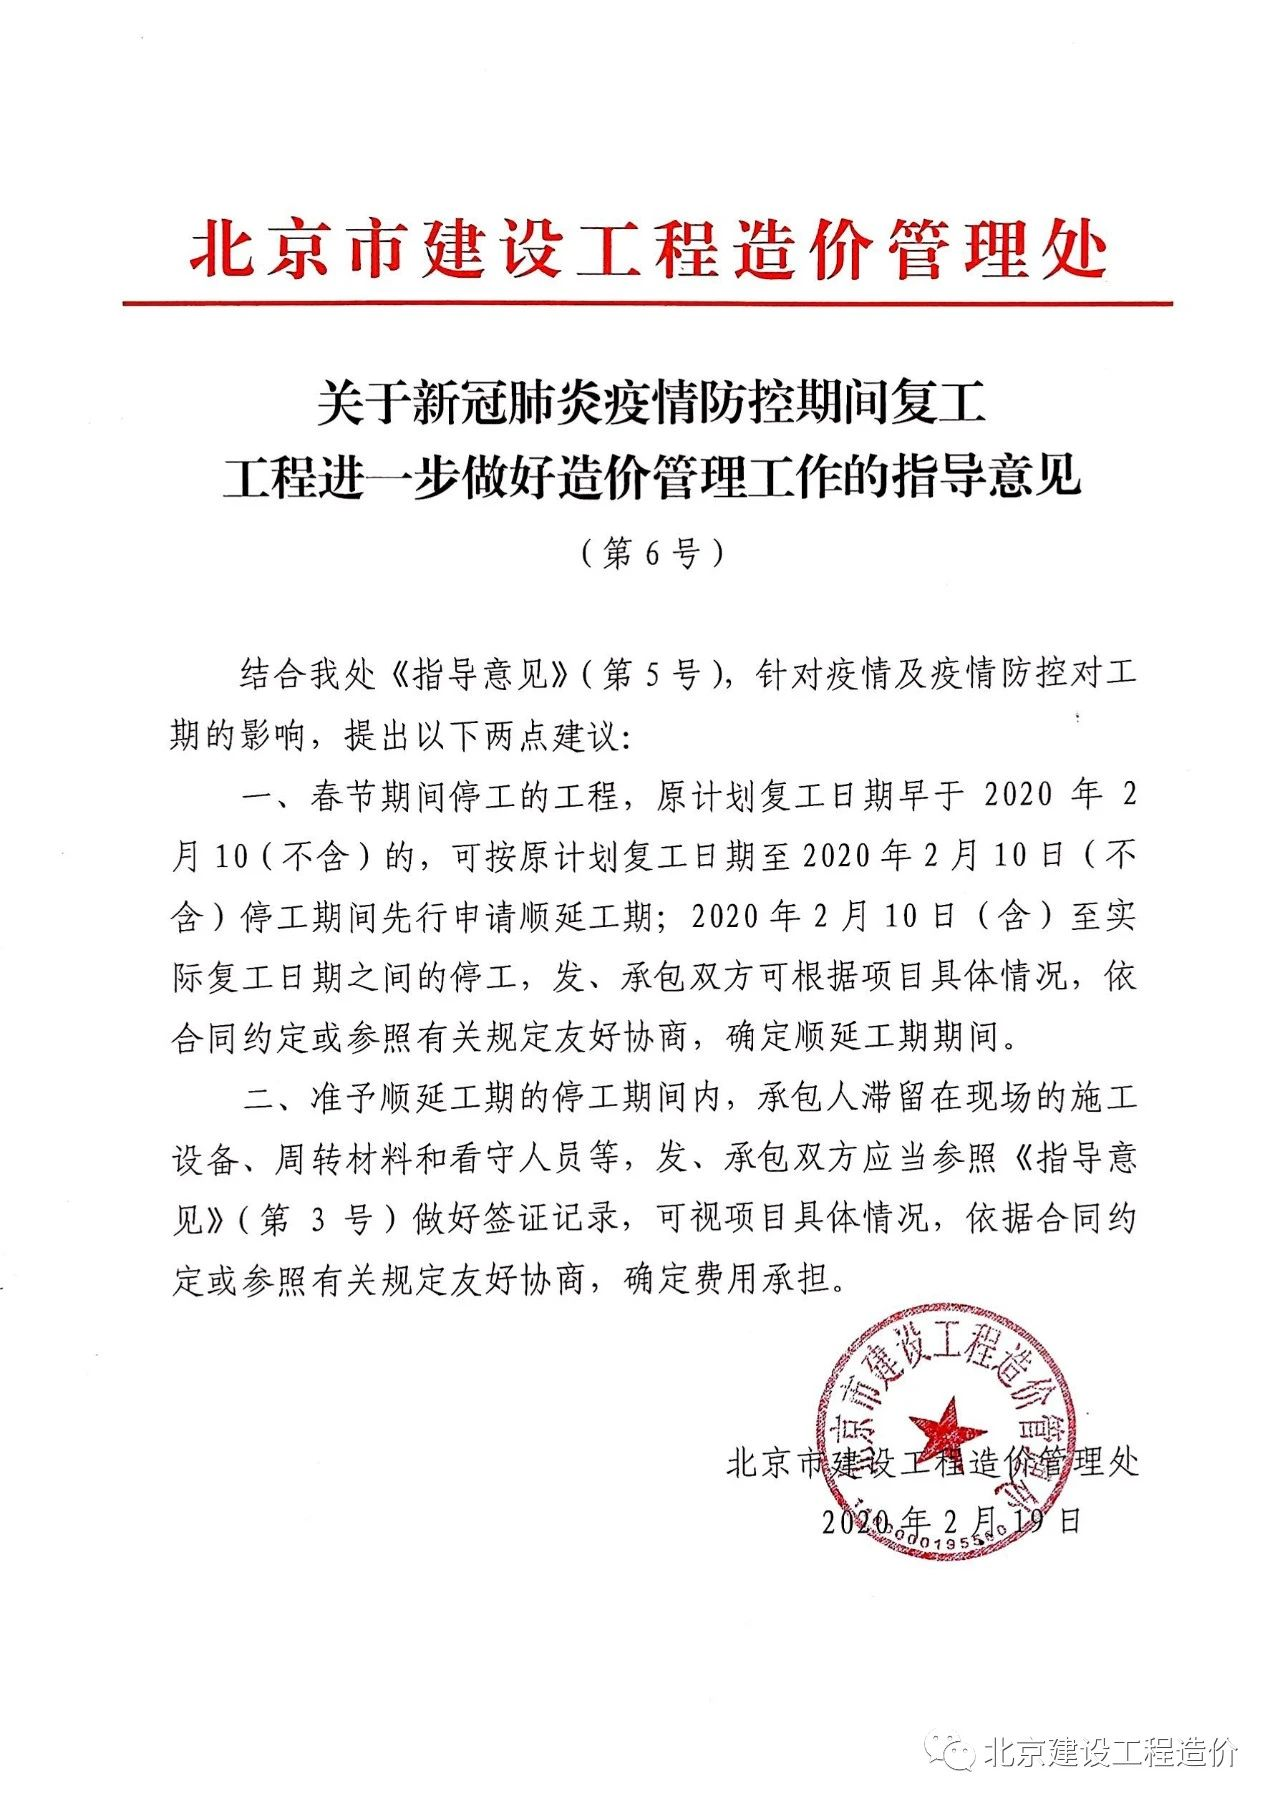 北京市建设工程造价管理处
关于新冠肺炎疫情防控期间复工
工程进一步做好造价管理工作的指导意见
（第6号）
结合我处《指导意见》（第5号），针对疫情及疫情防控对工
期的影响，提出以下两点建议：
一、春节期间停工的工程，原计划复工日期早于 2020 年 2
月10（不含）的，可按原计划复工日期至2020年2月10日（不
含）停工期间先行申请顺延工期；2020年2月10日（含）至实
际复工日期之间的停工，发、承包双方可根据项目具体情况，依
合同约定或参照有关规定友好协商，确定顺延工期期间。
二、准予顺延工期的停工期间内，承包人滞留在现场的施工
设备、周转材料和看守人员等，发、承包双方应当参照《指导意
见》（第 3 号）做好签证记录，可视项目具体情况，依据合同约
定或参照有关规定友好协商，确定费用承担。
北京市建设工程造价管理处
北京市建设工程造价管理处
2020年2月19日
北京建设工程造价